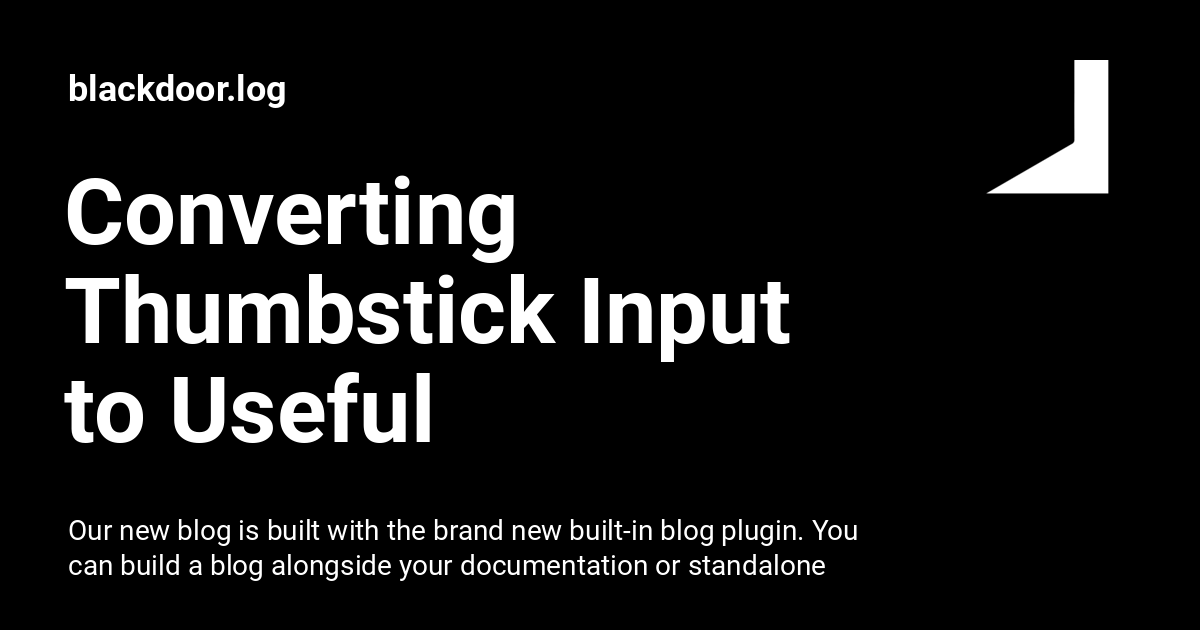 blackdoor.log
Converting
Thumbstick Input
to Useful
Our new blog is built with the brand new built-in blog plugin. You
can build a blog alongside your documentation or standalone